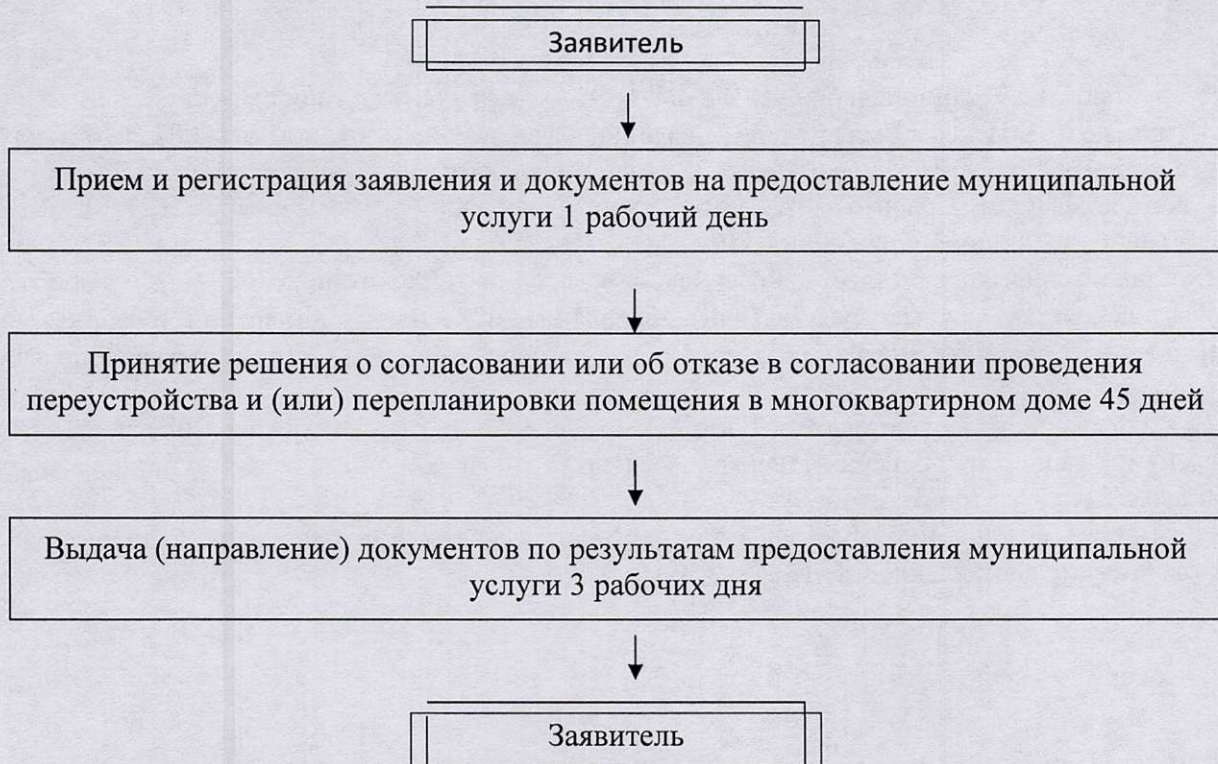 Заявитель
Прием и регистрация заявления и документов на предоставление муниципальной
услуги 1 рабочий день
Принятие решения о согласовании или об отказе в согласовании проведения
переустройства и (или) перепланировки помещения в многоквартирном доме 45 дней
Выдача (направление) документов по результатам предоставления муниципальной
услуги 3 рабочих дня
Заявитель